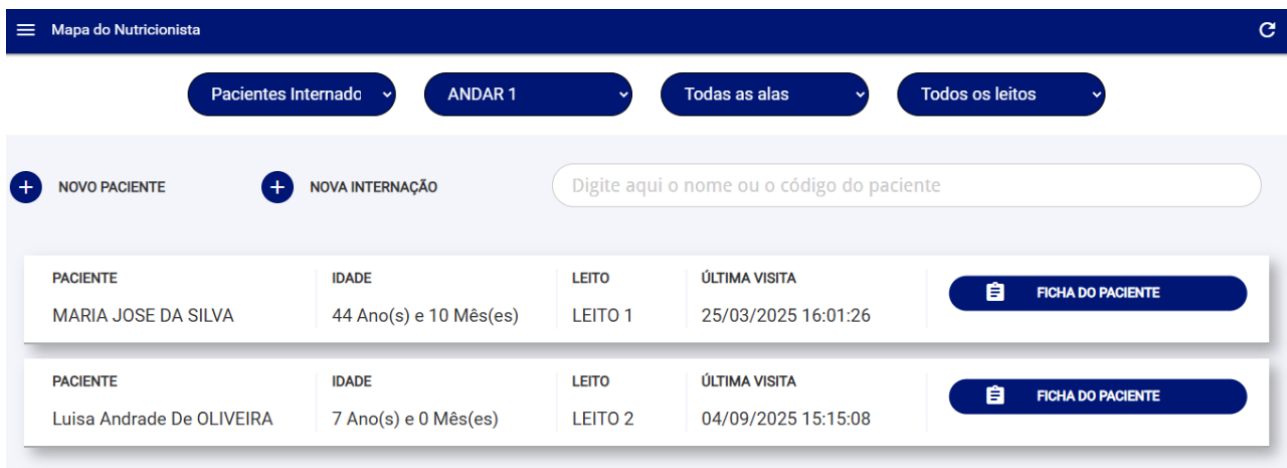 Mapa do Nutricionista
Pacientes Internado ANDAR 1 Todas as alas Todos os leitos
NOVO PACIENTE NOVA INTERNAÇÃO Digite aqui o nome ou o código do paciente
PACIENTE IDADE LEITO ÚLTIMA VISITA
MARIA JOSE DA SILVA 44 Ano(s) e 10 Mês(es) LEITO 1 25/03/2025 16:01:26 FICHA DO PACIENTE
PACIENTE IDADE LEITO ÚLTIMA VISITA
Luisa Andrade De OLIVEIRA 7 Ano(s) e 0 Mês(es) LEITO 2 04/09/2025 15:15:08 FICHA DO PACIENTE